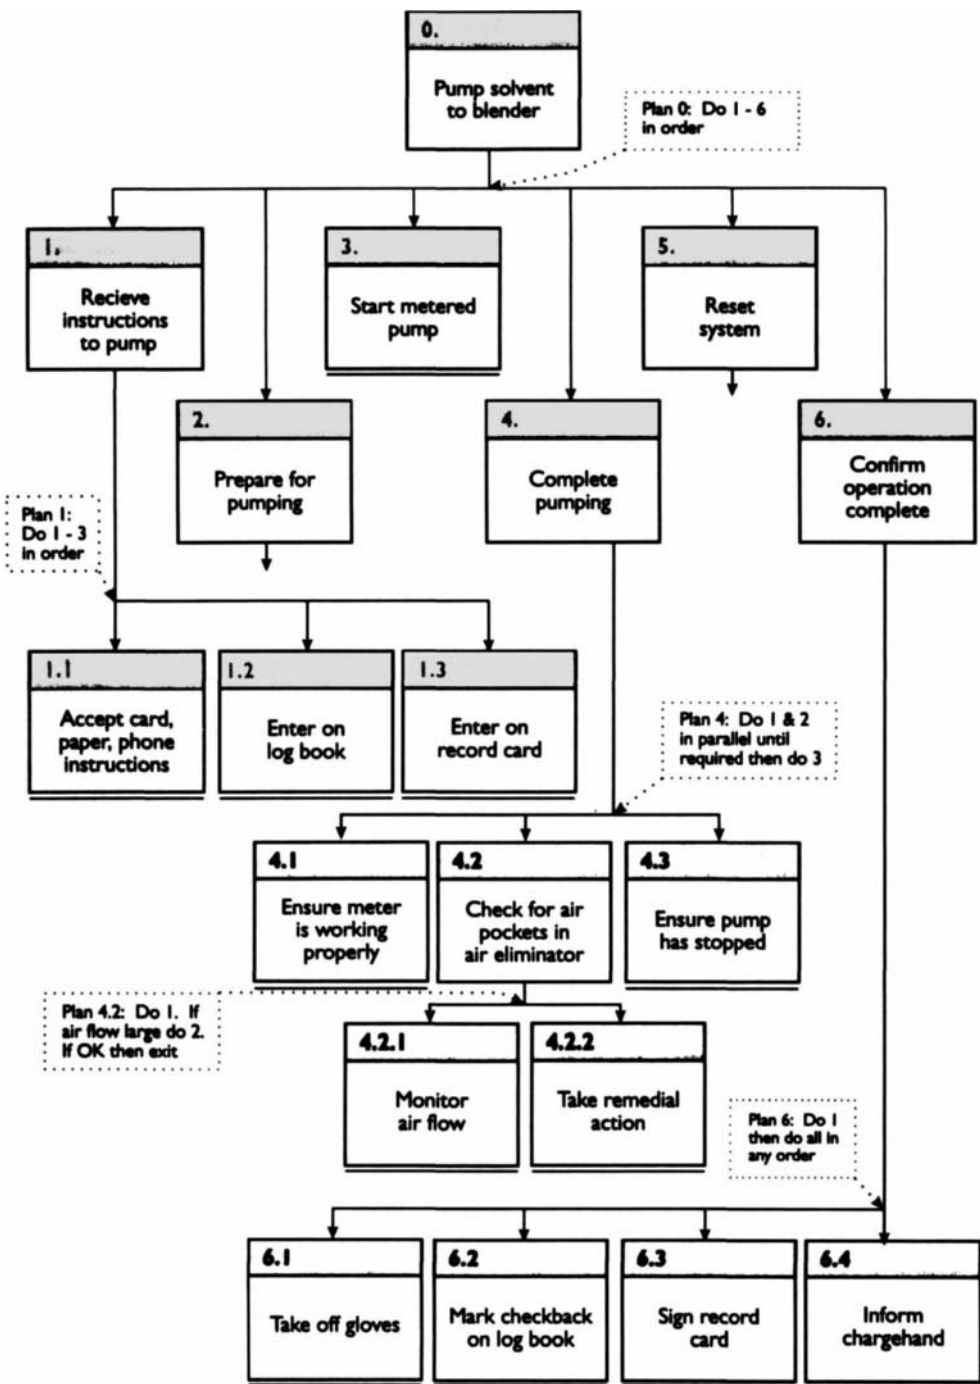 0.
Pump solvent
to blender
Plan 0: Do 1 - 6
in order
1.
Recieve
instructions
to pump
3.
Start metered
pump
5.
Reset
system
2.
Prepare for
pumping
4.
Complete
pumping
6.
Confirm
operation
complete
Plan 1:
Do 1 - 3
in order
1.1
Accept card,
paper, phone
instructions
1.2
Enter on
log book
1.3
Enter on
record card
Plan 4: Do 1 & 2
in parallel until
required then do 3
4.1
Ensure meter
is working
properly
4.2
Check for air
pockets in
air eliminator
4.3
Ensure pump
has stopped
Plan 4.2: Do 1. If
air flow large do 2.
If OK then exit
4.2.1
Monitor
air flow
4.2.2
Take remedial
action
Plan 6: Do 1
then do all in
any order
6.1
Take off gloves
6.2
Mark checkback
on log book
6.3
Sign record
card
6.4
Inform
chargehand